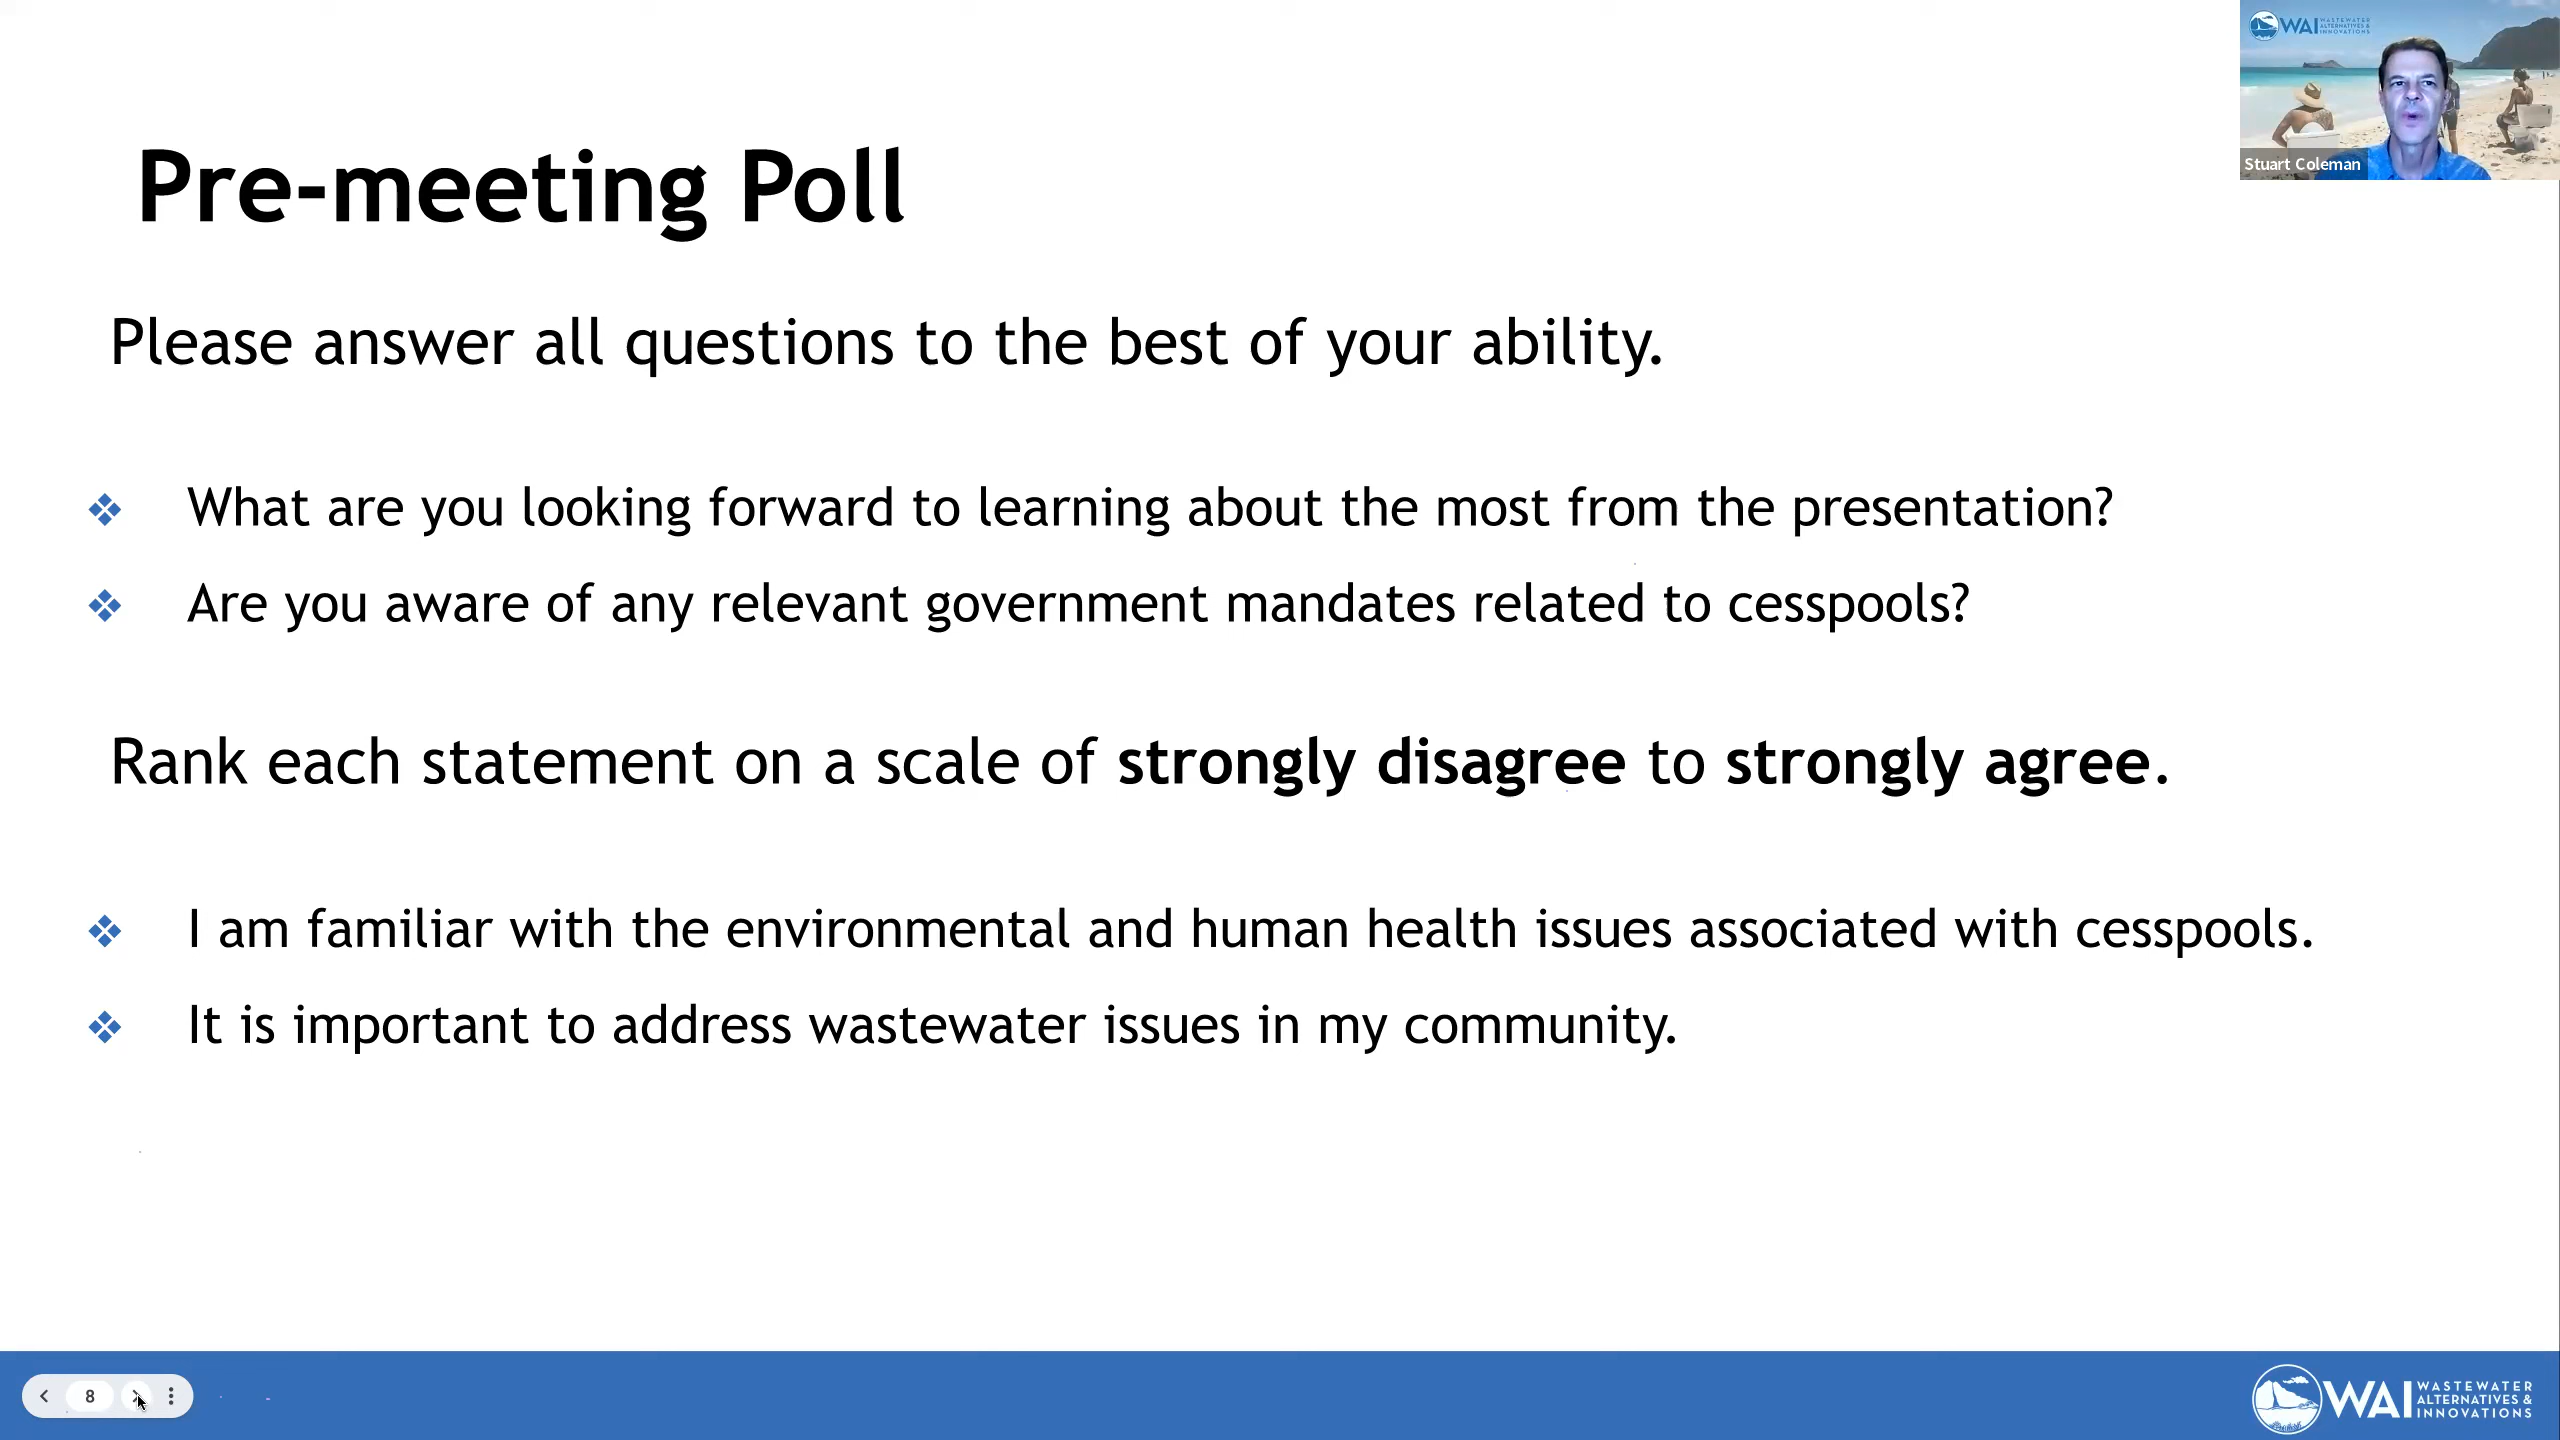 WAI WASTEWATER
ALTERNATIVES &
INNOVATIONS
Stuart Coleman
Pre-meeting Poll
Please answer all questions to the best of your ability.
❖ What are you looking forward to learning about the most from the presentation?
❖ Are you aware of any relevant government mandates related to cesspools?
Rank each statement on a scale of strongly disagree to strongly agree.
❖ I am familiar with the environmental and human health issues associated with cesspools.
❖ It is important to address wastewater issues in my community.
8
WAI WASTEWATER
ALTERNATIVES &
INNOVATIONS